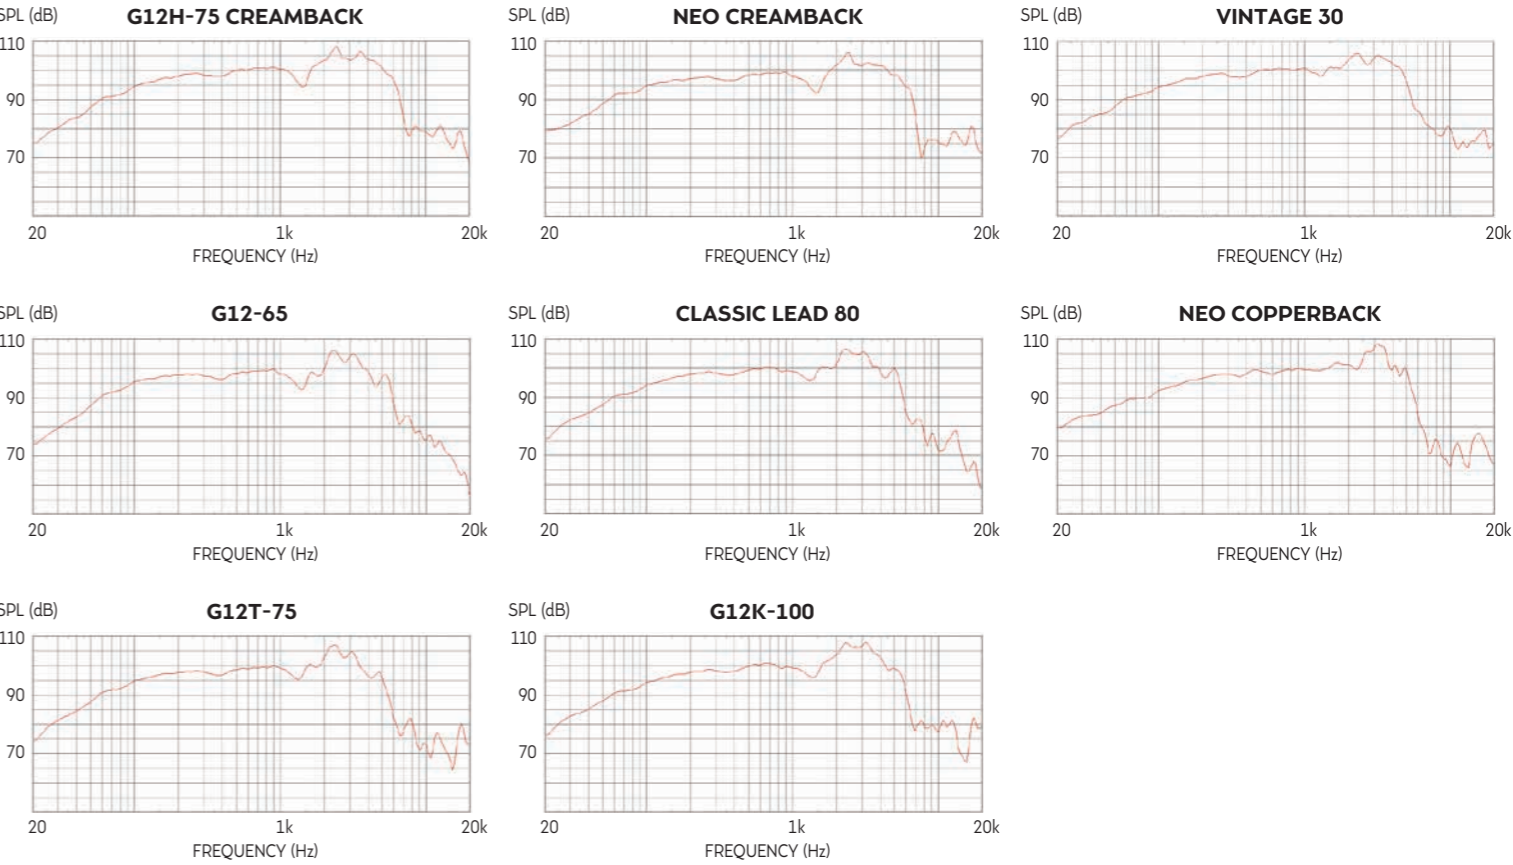 SPL (dB) G12H-75 CREAMBACK
110
90
70
20 1k 20k
FREQUENCY (Hz)
SPL (dB) NEO CREAMBACK
110
90
70
20 1k 20k
FREQUENCY (Hz)
SPL (dB) VINTAGE 30
110
90
70
20 1k 20k
FREQUENCY (Hz)
SPL (dB) G12-65
110
90
70
20 1k 20k
FREQUENCY (Hz)
SPL (dB) CLASSIC LEAD 80
110
90
70
20 1k 20k
FREQUENCY (Hz)
SPL (dB) NEO COPPERBACK
110
90
70
20 1k 20k
FREQUENCY (Hz)
SPL (dB) G12T-75
110
90
70
20 1k 20k
FREQUENCY (Hz)
SPL (dB) G12K-100
110
90
70
20 1k 20k
FREQUENCY (Hz)